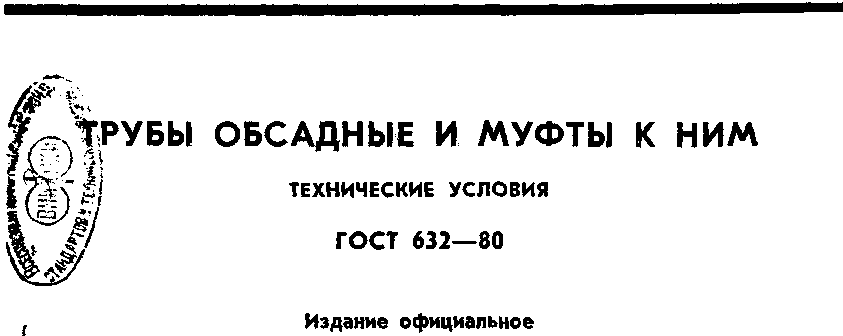 ТРУБЫ ОБСАДНЫЕ И МУФТЫ К НИМ
ТЕХНИЧЕСКИЕ УСЛОВИЯ
ГОСТ 632—80
Издание официальное